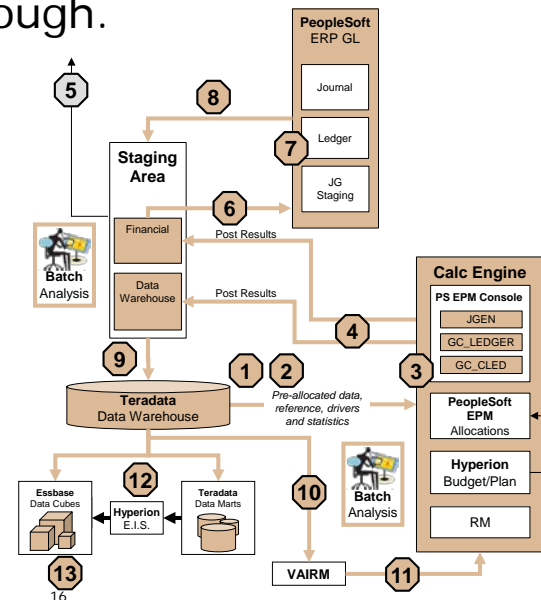 ough.
PeopleSoft
ERP GL
Journal
Ledger
JG
Staging
5
8
7
6
Staging
Area
Financial
Data
Warehouse
Post Results
Post Results
Batch
Analysis
4
Calc Engine
PS EPM Console
JGEN
GC_LEDGER
GC_CLED
3
PeopleSoft
EPM
Allocations
Hyperion
Budget/Plan
RM
9
1
2
Pre-allocated data,
reference, drivers
and statistics
Teradata
Data Warehouse
12
10
Batch
Analysis
Essbase
Data Cubes
Hyperion
E.I.S.
Teradata
Data Marts
13
VAIRM
11
16